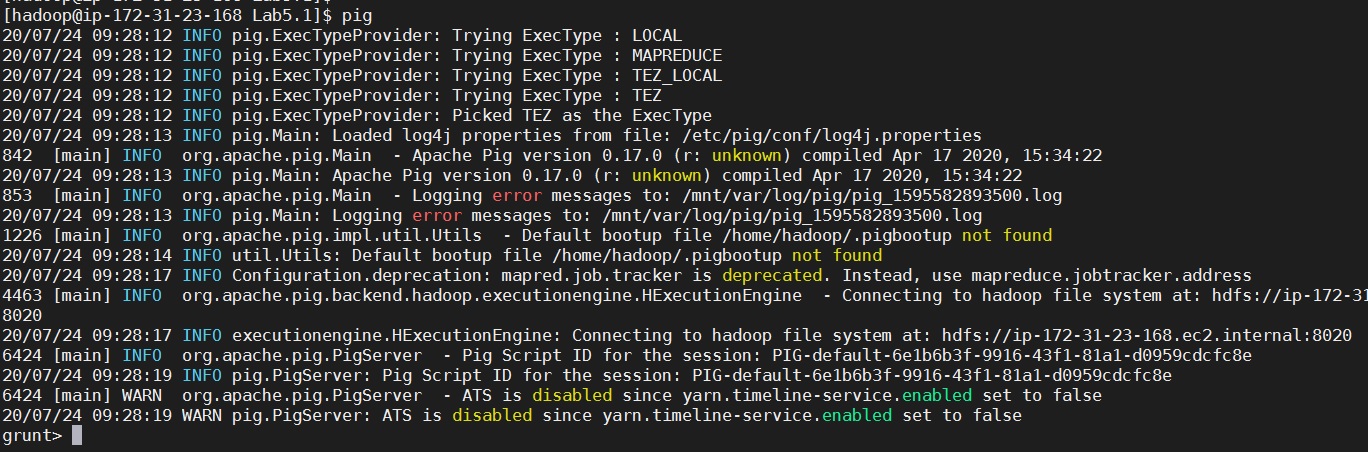 [hadoop@ip-172-31-23-168 Lab5.1]$
[hadoop@ip-172-31-23-168 Lab5.1]$ pig
20/07/24 09:28:12 INFO pig.ExecTypeProvider: Trying ExecType : LOCAL
20/07/24 09:28:12 INFO pig.ExecTypeProvider: Trying ExecType : MAPREDUCE
20/07/24 09:28:12 INFO pig.ExecTypeProvider: Trying ExecType : TEZ_LOCAL
20/07/24 09:28:12 INFO pig.ExecTypeProvider: Trying ExecType : TEZ
20/07/24 09:28:12 INFO pig.ExecTypeProvider: Picked TEZ as the ExecType
20/07/24 09:28:13 INFO pig.Main: Loaded log4j properties from file: /etc/pig/conf/log4j.properties
842  [main] INFO  org.apache.pig.Main  - Apache Pig version 0.17.0 (r: unknown) compiled Apr 17 2020, 15:34:22
20/07/24 09:28:13 INFO pig.Main: Apache Pig version 0.17.0 (r: unknown) compiled Apr 17 2020, 15:34:22
853  [main] INFO  org.apache.pig.Main  - Logging error messages to: /mnt/var/log/pig/pig_1595582893500.log
20/07/24 09:28:13 INFO pig.Main: Logging error messages to: /mnt/var/log/pig/pig_1595582893500.log
1226 [main] INFO  org.apache.pig.impl.util.Utils  - Default bootup file /home/hadoop/.pigbootup not found
20/07/24 09:28:14 INFO util.Utils: Default bootup file /home/hadoop/.pigbootup not found
20/07/24 09:28:17 INFO Configuration.deprecation: mapred.job.tracker is deprecated. Instead, use mapreduce.jobtracker.address
4463 [main] INFO  org.apache.pig.backend.hadoop.executionengine.HExecutionEngine  - Connecting to hadoop file system at: hdfs://ip-172-31
8020
20/07/24 09:28:17 INFO executionengine.HExecutionEngine: Connecting to hadoop file system at: hdfs://ip-172-31-23-168.ec2.internal:8020
6424 [main] INFO  org.apache.pig.PigServer  - Pig Script ID for the session: PIG-default-6e1b6b3f-9916-43f1-81a1-d0959cdcfc8e
20/07/24 09:28:19 INFO pig.PigServer: Pig Script ID for the session: PIG-default-6e1b6b3f-9916-43f1-81a1-d0959cdcfc8e
6424 [main] WARN  org.apache.pig.PigServer  - ATS is disabled since yarn.timeline-service.enabled set to false
20/07/24 09:28:19 WARN pig.PigServer: ATS is disabled since yarn.timeline-service.enabled set to false
grunt>